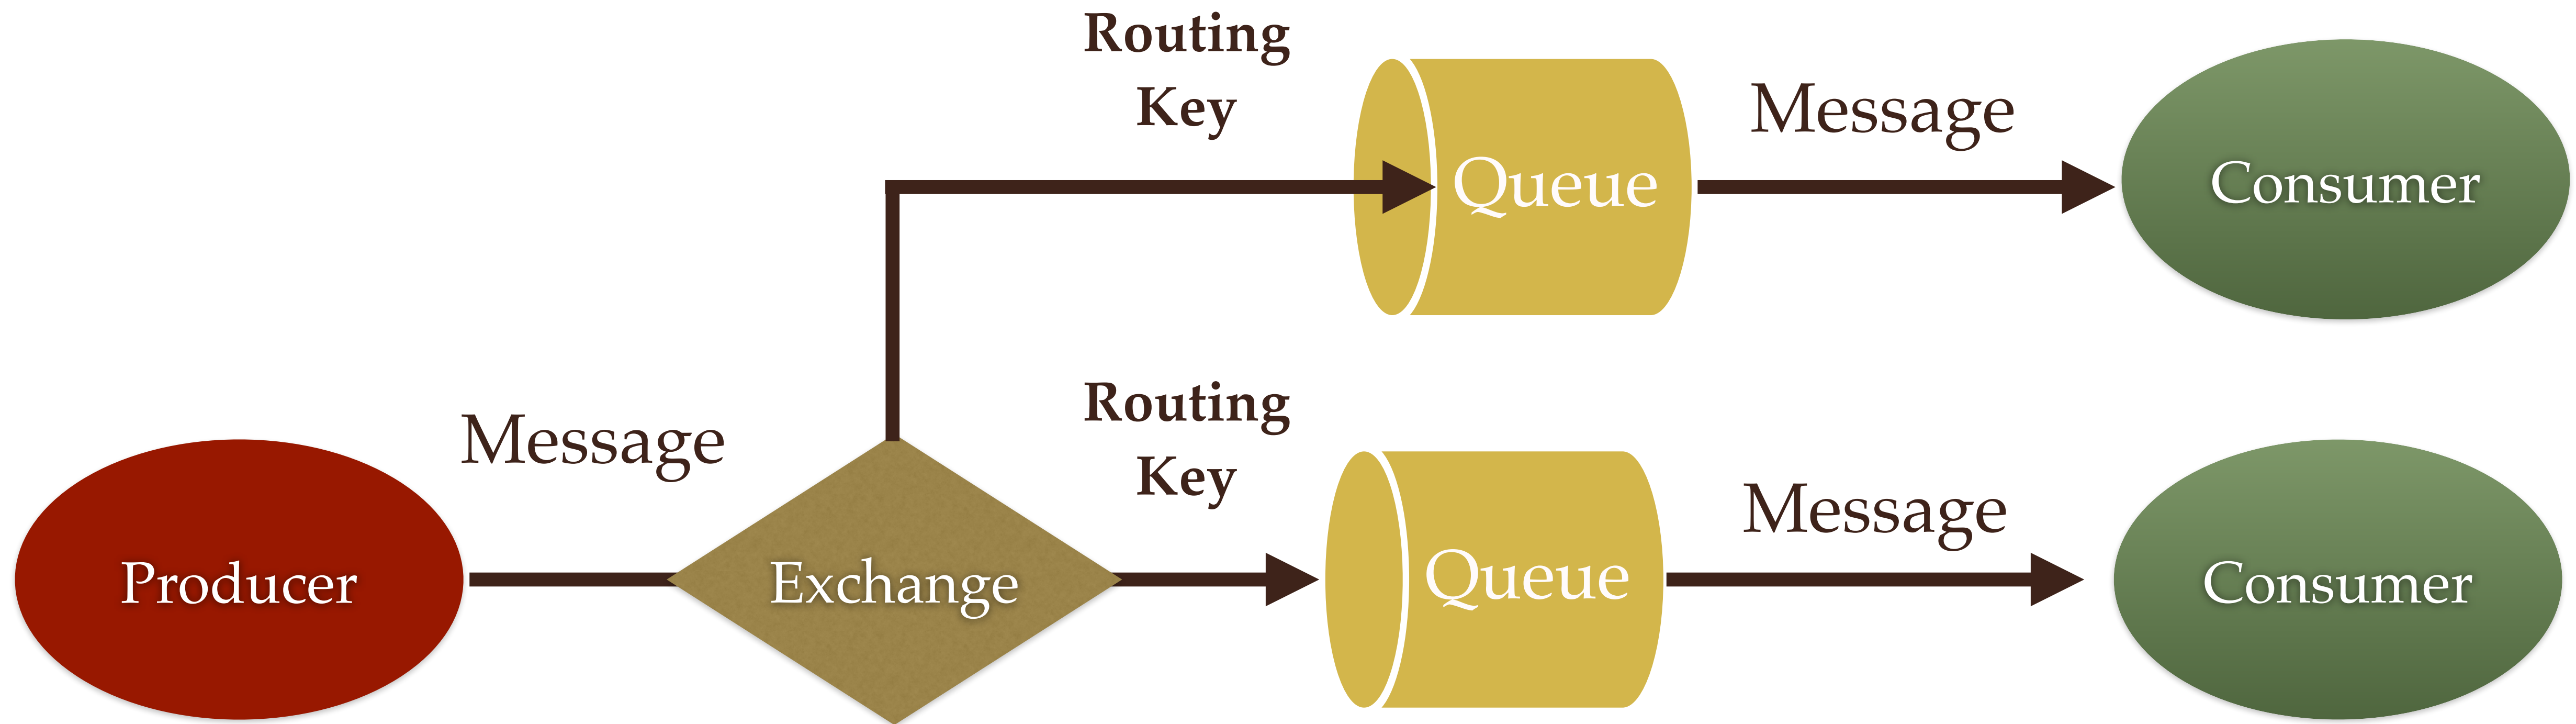 Routing
Key
Queue
Message
Consumer
Producer
Message
Exchange
Routing
Key
Queue
Message
Consumer